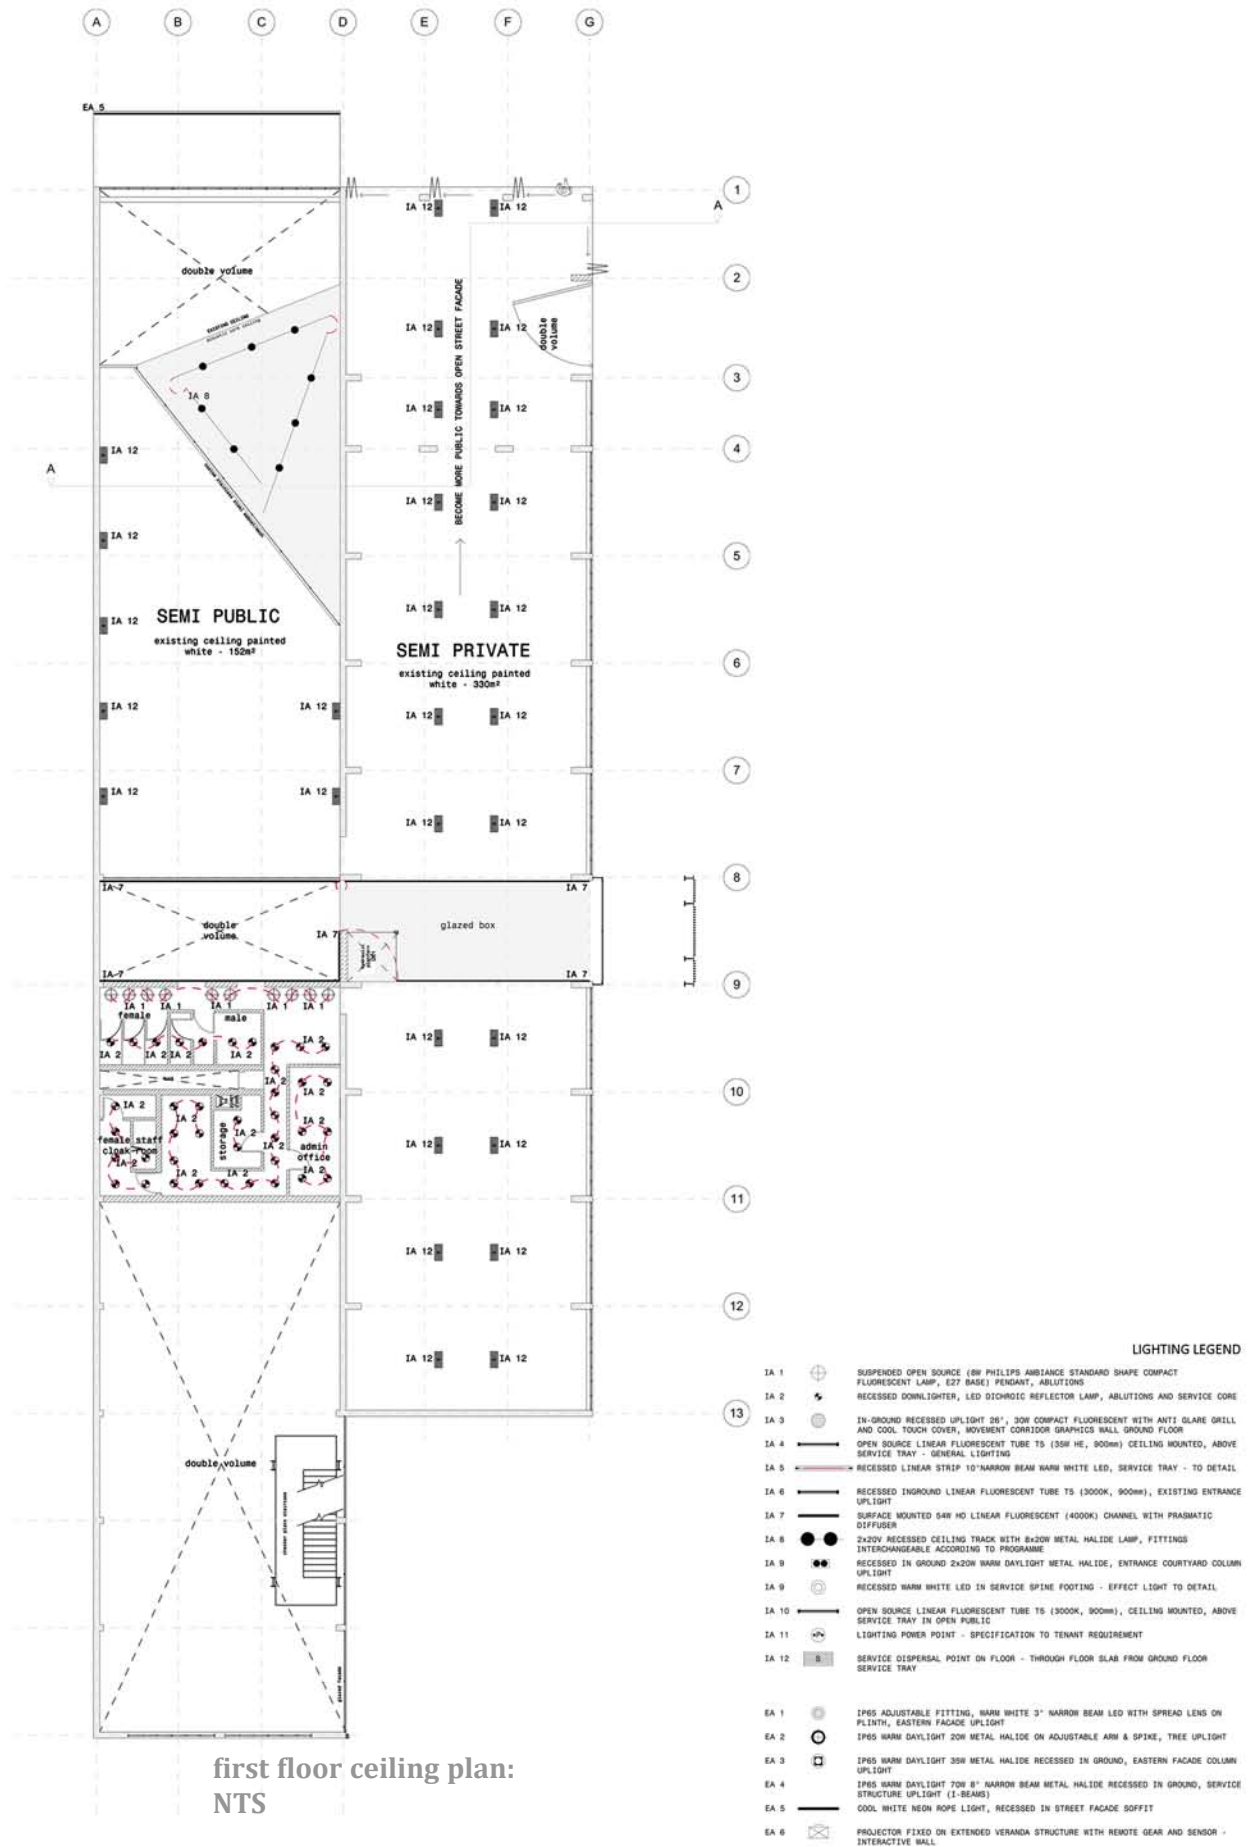 A B C D E F G
EA 5
1
IA 12 IA 12
A
double volume
2
EXISTING CEILING
BECOME MORE PUBLIC TOWARDS OPEN STREET FACADE
double
volume
IA 12 IA 12
3
IA 8
IA 12 IA 12
4
IA 12
A
IA 12 IA 12
IA 12
5
SEMI PUBLIC
existing ceiling painted
white - 152m²
IA 12
IA 12 IA 12
SEMI PRIVATE
existing ceiling painted
white - 330m²
6
IA 12 IA 12
IA 12 IA 12
7
IA 12 IA 12
IA 12 IA 12
8
IA 7 IA 7
double
volume
IA 7
glazed box
IA 7 IA 7
9
IA 1 IA 1 IA 1 IA 1 IA 1
female
male
IA 2 IA 2 IA 2 IA 2 IA 2
IA 12 IA 12
IA 2 IA 2
10
IA 2 IA 2 IA 2 IA 2
storage
female staff
cloak room
IA 2
admin
office
IA 2 IA 2 IA 2 IA 2
IA 12 IA 12
11
IA 12 IA 12
12
IA 12 IA 12
13
double volume
glazed facade
first floor ceiling plan:
NTS
LIGHTING LEGEND
IA 1 SUSPENDED OPEN SOURCE (8W PHILIPS AMBIANCE STANDARD SHAPE COMPACT
FLUORESCENT LAMP, E27 BASE) PENDANT, ABLUTIONS
IA 2 RECESSED DOWNLIGHTER, LED DICHROIC REFLECTOR LAMP, ABLUTIONS AND SERVICE CORE
IA 3 IN-GROUND RECESSED UPLIGHT 26°, 30W COMPACT FLUORESCENT WITH ANTI GLARE GRILL
AND COOL TOUCH COVER, MOVEMENT CORRIDOR GRAPHICS WALL GROUND FLOOR
IA 4 OPEN SOURCE LINEAR FLUORESCENT TUBE T5 (35W HE, 900mm) CEILING MOUNTED, ABOVE
SERVICE TRAY - GENERAL LIGHTING
IA 5 RECESSED LINEAR STRIP 10°NARROW BEAM WARM WHITE LED, SERVICE TRAY - TO DETAIL
IA 6 RECESSED INGROUND LINEAR FLUORESCENT TUBE T5 (3000K, 900mm), EXISTING ENTRANCE
UPLIGHT
IA 7 SURFACE MOUNTED 54W HO LINEAR FLUORESCENT (4000K) CHANNEL WITH PRASMATIC
DIFFUSER
IA 8 2x20V RECESSED CEILING TRACK WITH 8x20W METAL HALIDE LAMP, FITTINGS
INTERCHANGEABLE ACCORDING TO PROGRAMME
IA 9 RECESSED IN GROUND 2x20W WARM DAYLIGHT METAL HALIDE, ENTRANCE COURTYARD COLUMN
UPLIGHT
IA 9 RECESSED WARM WHITE LED IN SERVICE SPINE FOOTING - EFFECT LIGHT TO DETAIL
IA 10 OPEN SOURCE LINEAR FLUORESCENT TUBE T5 (3000K, 900mm), CEILING MOUNTED, ABOVE
SERVICE TRAY IN OPEN PUBLIC
IA 11 LIGHTING POWER POINT - SPECIFICATION TO TENANT REQUIREMENT
IA 12 SERVICE DISPERSAL POINT ON FLOOR - THROUGH FLOOR SLAB FROM GROUND FLOOR
SERVICE TRAY
EA 1 IP65 ADJUSTABLE FITTING, WARM WHITE 3° NARROW BEAM LED WITH SPREAD LENS ON
PLINTH, EASTERN FACADE UPLIGHT
EA 2 IP65 WARM DAYLIGHT 20W METAL HALIDE ON ADJUSTABLE ARM & SPIKE, TREE UPLIGHT
EA 3 IP65 WARM DAYLIGHT 35W METAL HALIDE RECESSED IN GROUND, EASTERN FACADE COLUMN
UPLIGHT
EA 4 IP65 WARM DAYLIGHT 70W 8° NARROW BEAM METAL HALIDE RECESSED IN GROUND, SERVICE
STRUCTURE UPLIGHT (I-BEAMS)
EA 5 COOL WHITE NEON ROPE LIGHT, RECESSED IN STREET FACADE SOFFIT
EA 6 PROJECTOR FIXED ON EXTENDED VERANDA STRUCTURE WITH REMOTE GEAR AND SENSOR -
INTERACTIVE WALL